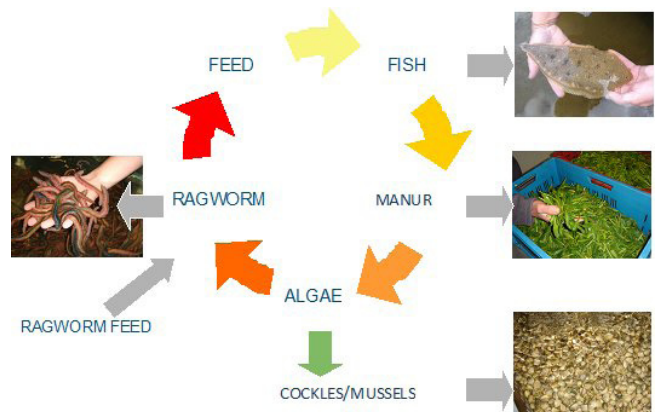 FEED
FISH
RAGWORM
MANUR
ALGAE
RAGWORM FEED
COCKLES/MUSSELS